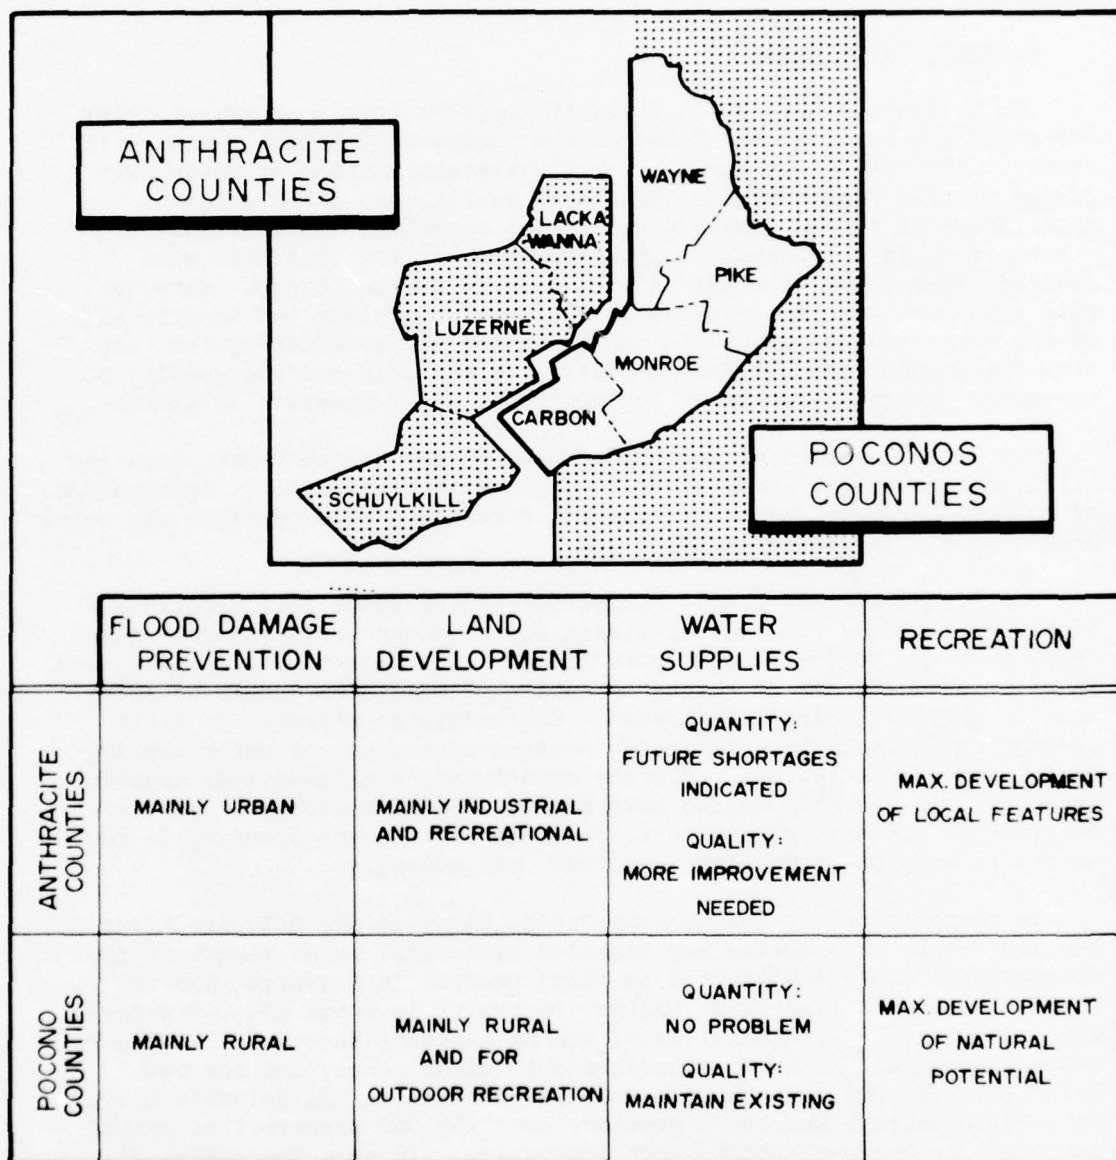 ANTHRACITE
COUNTIES
WAYNE
LACKA
WANNA
PIKE
LUZERNE
MONROE
CARBON
SCHUYLKILL
POCONOS
COUNTIES
FLOOD DAMAGE
PREVENTION
LAND
DEVELOPMENT
WATER
SUPPLIES
RECREATION
ANTHRACITE
COUNTIES
MAINLY URBAN
MAINLY INDUSTRIAL
AND RECREATIONAL
QUANTITY:
FUTURE SHORTAGES
INDICATED
QUALITY:
MORE IMPROVEMENT
NEEDED
MAX. DEVELOPMENT
OF LOCAL FEATURES
POCONO
COUNTIES
MAINLY RURAL
MAINLY RURAL
AND FOR
OUTDOOR RECREATION
QUANTITY:
NO PROBLEM
QUALITY:
MAINTAIN EXISTING
MAX. DEVELOPMENT
OF NATURAL
POTENTIAL